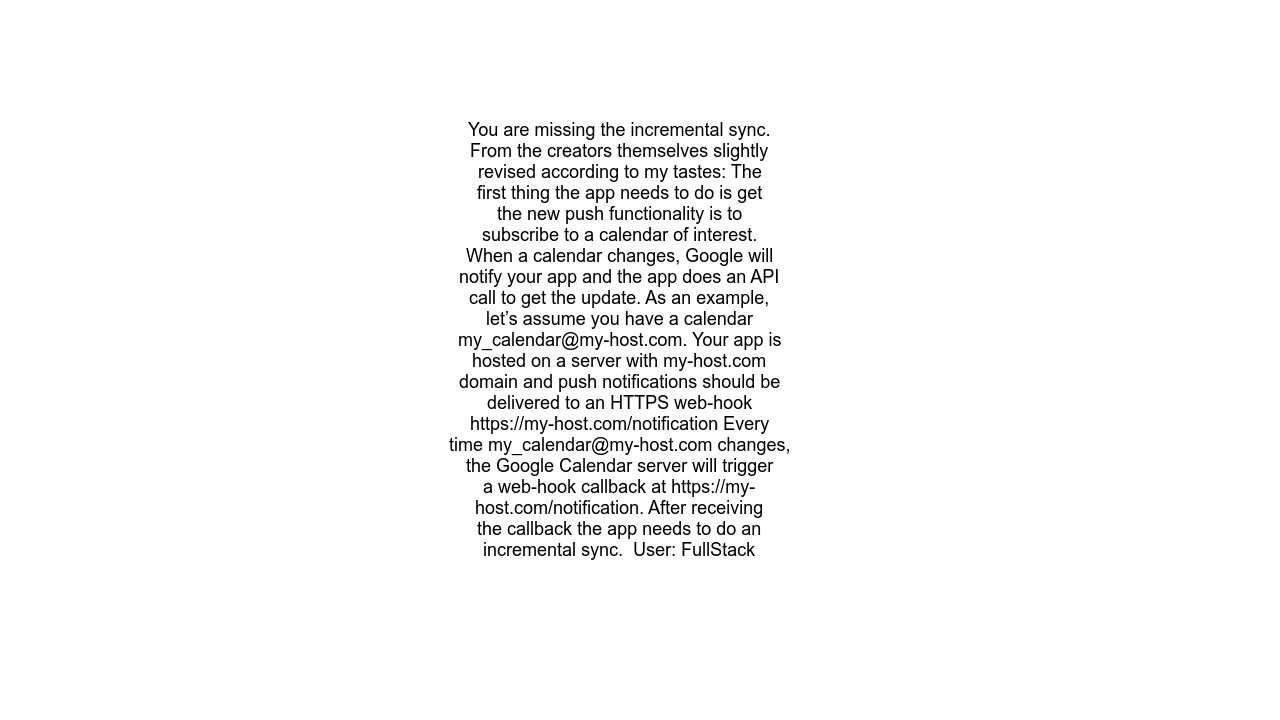 You are missing the incremental sync.
From the creators themselves slightly
revised according to my tastes: The
first thing the app needs to do is get
the new push functionality is to
subscribe to a calendar of interest.
When a calendar changes, Google will
notify your app and the app does an API
call to get the update. As an example,
let’s assume you have a calendar
my_calendar@my-host.com. Your app is
hosted on a server with my-host.com
domain and push notifications should be
delivered to an HTTPS web-hook
https://my-host.com/notification Every
time my_calendar@my-host.com changes,
the Google Calendar server will trigger
a web-hook callback at https://my-
host.com/notification. After receiving
the callback the app needs to do an
incremental sync.  User: FullStack